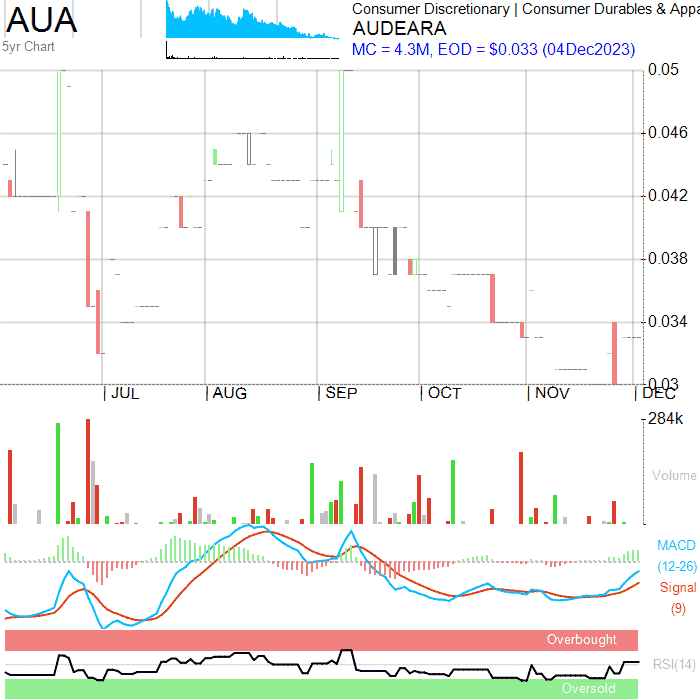 AUA
5yr Chart
Consumer Discretionary | Consumer Durables & Appa
AUDEARA
MC = 4.3M, EOD = $0.033 (04Dec2023)
0.05
0.046
0.042
0.038
0.034
0.03
JUL
AUG
SEP
OCT
NOV
DEC
284k
Volume
MACD
(12-26)
Signal
(9)
Overbought
RSI(14)
Oversold